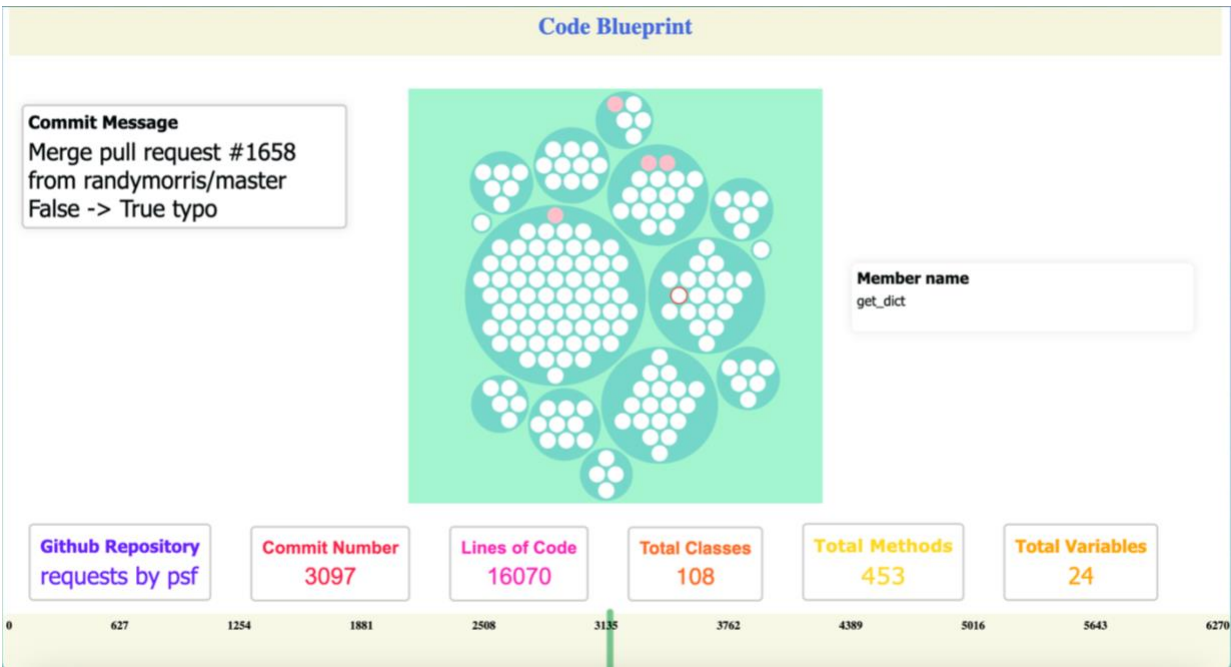 Code Blueprint
Commit Message
Merge pull request #1658
from randymorris/master
False -> True typo
Member name
get_dict
Github Repository
requests by psf
Commit Number
3097
Lines of Code
16070
Total Classes
108
Total Methods
453
Total Variables
24
0 627 1254 1881 2508 3135 3762 4389 5016 5643 6270